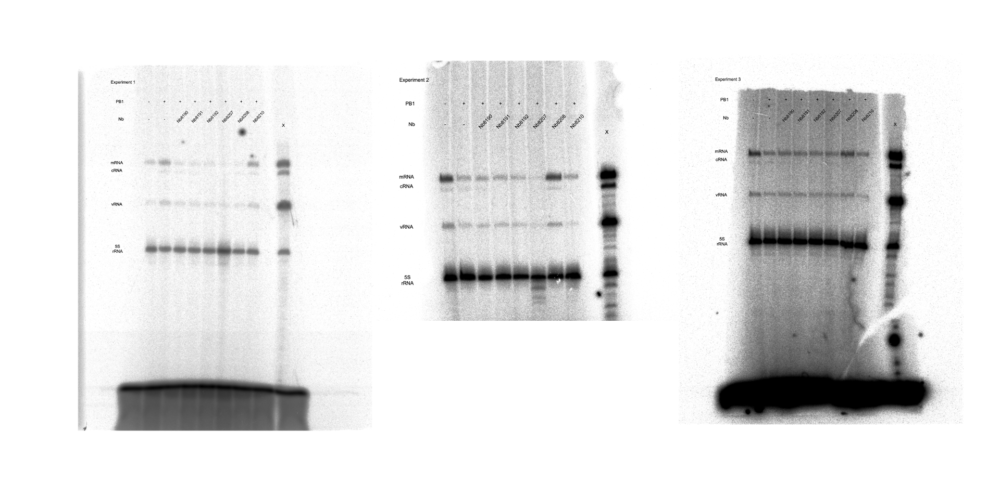 Experiment 1
PB1 - + + + + + + +
Nb - - Nb8190 Nb8191 Nb8192 Nb8207 Nb8208 Nb8210
X
mRNA
cRNA
vRNA
5S
rRNA
Experiment 2
PB1 - + + + + + + +
Nb - - Nb8190 Nb8191 Nb8192 Nb8207 Nb8208 Nb8210
X
mRNA
cRNA
vRNA
5S
rRNA
Experiment 3
PB1 - + + + + + + +
Nb - - Nb8190 Nb8191 Nb8192 Nb8207 Nb8208 Nb8210
X
mRNA
cRNA
vRNA
5S
rRNA